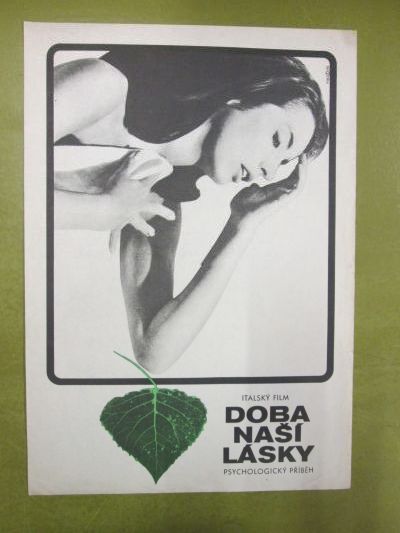 ITALSKÝ FILM
DOBA
NAŠÍ
LÁSKY
PSYCHOLOGICKÝ PŘÍBĚH